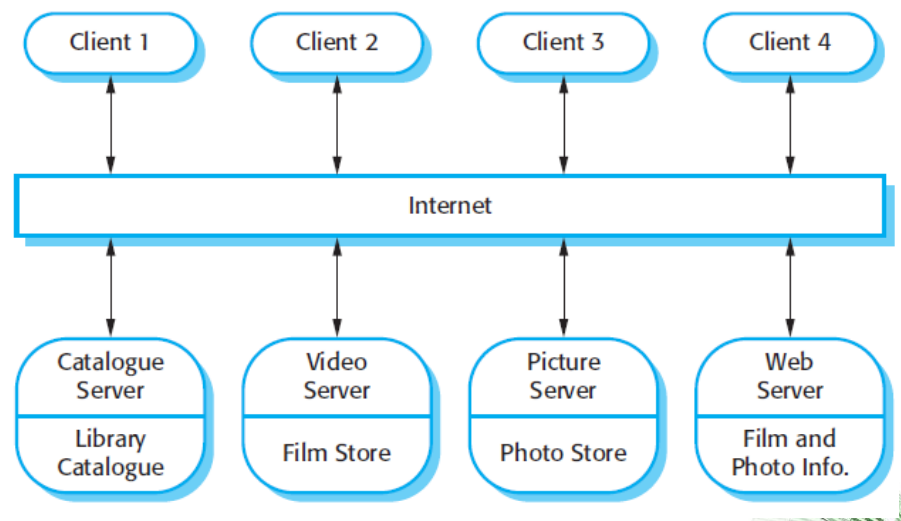 Client 1
Client 2
Client 3
Client 4
Internet
Catalogue
Server
Library
Catalogue
Video
Server
Film Store
Picture
Server
Photo Store
Web
Server
Film and
Photo Info.